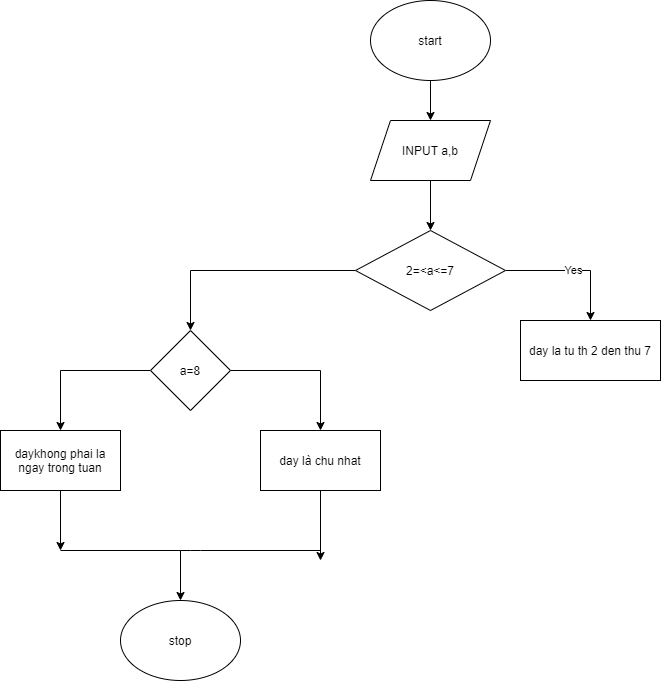 start
INPUT a,b
2=<a<=7
Yes
day la tu th 2 den thu 7
a=8
daykhong phai la
ngay trong tuan
day lả chu nhat
stop